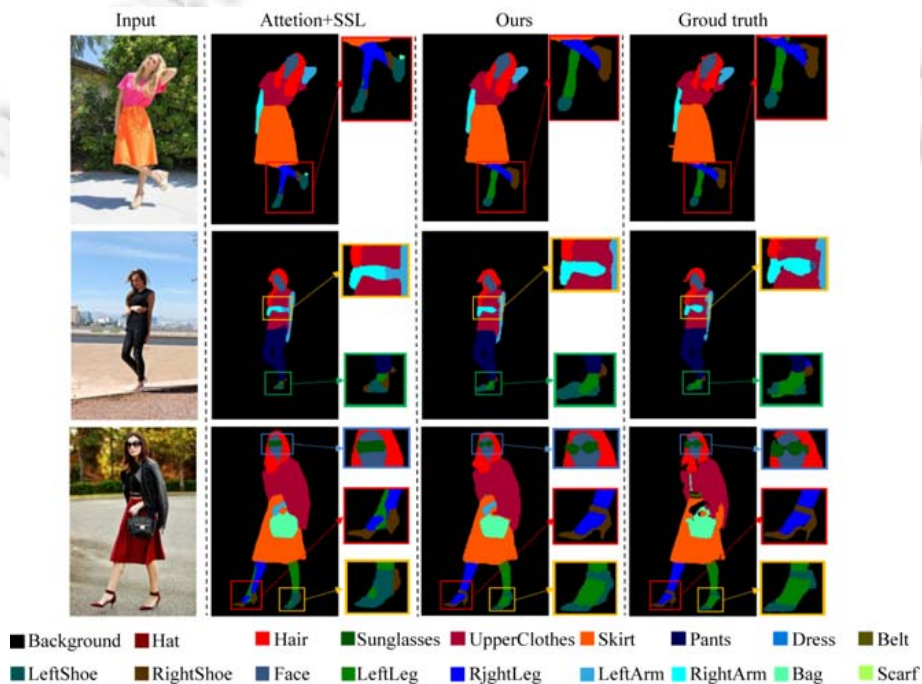 Input Attetion+SSL Ours Groud truth
Background Hat Hair Sunglasses UpperClothes Skirt Pants Dress Belt
LeftShoe RightShoe Face LeftLeg RjghtLeg LeftArm RightArm Bag Scarf